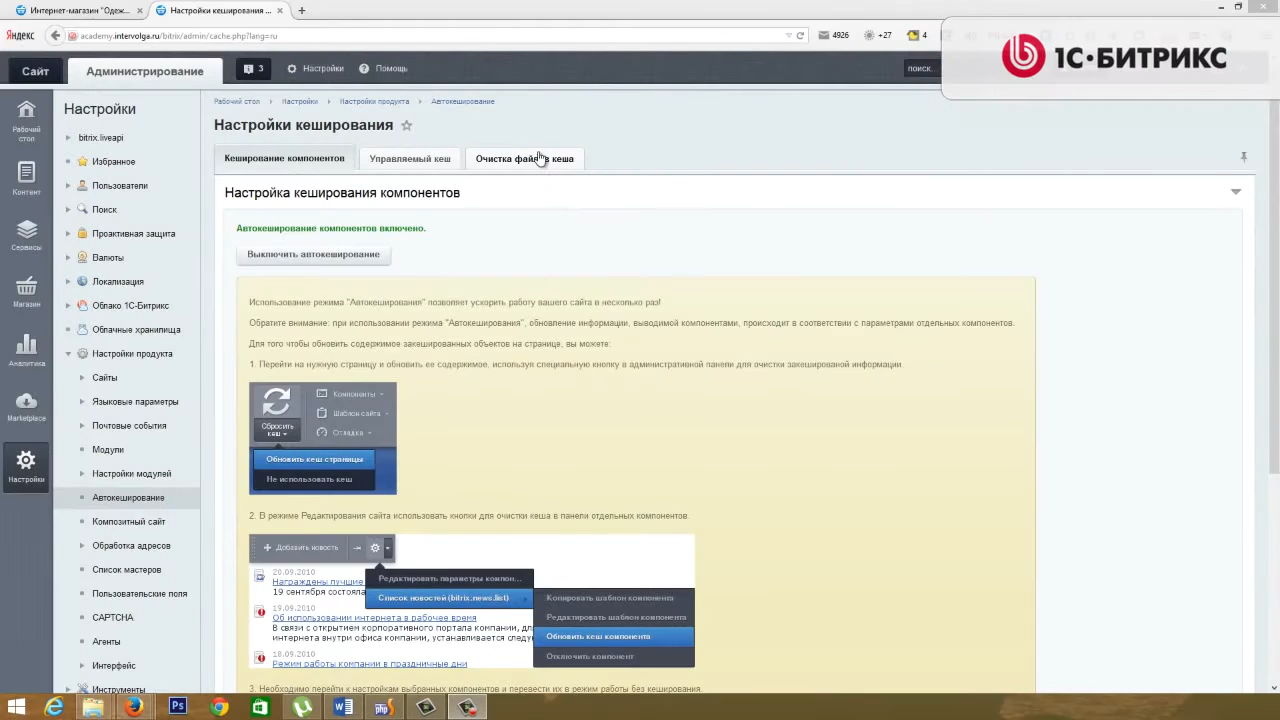 Интернет-магазин "Одеж...
Настройки кеширования ...
Яндекс
academy.intervolga.ru/bitrix/admin/cache.php?lang=ru
4926
+27
4
1С·БИТРИКС
Сайт
Администрирование
3
Настройки
Помощь
поиск...
Рабочий стол
Контент
Сервисы
Магазин
Аналитика
Marketplace
Настройки
Настройки
bitrix.liveapi
Избранное
Пользователи
Поиск
Проактивная защита
Валюты
Локализация
Облако 1С-Битрикс
Облачные хранилища
Настройки продукта
Сайты
Языковые параметры
Почтовые события
Модули
Настройки модулей
Автокеширование
Композитный сайт
Обработка адресов
Список мастеров
Пользовательские поля
CAPTCHA
Агенты
Интерфейс
Инструменты
Рабочий стол Настройки Настройки продукта Автокеширование
Настройки кеширования
Кеширование компонентов
Управляемый кеш
Очистка файлов кеша
Настройка кеширования компонентов
Автокеширование компонентов включено.
Выключить автокеширование
Использование режима "Автокеширования" позволяет ускорить работу вашего сайта в несколько раз!
Обратите внимание: при использовании режима "Автокеширования", обновление информации, выводимой компонентами, происходит в соответствии с параметрами отдельных компонентов.
Для того чтобы обновить содержимое закешированных объектов на странице, вы можете:
1. Перейти на нужную страницу и обновить ее содержимое, используя специальную кнопку в административной панели для очистки закешированой информации.
Сбросить кеш
Компоненты
Шаблон сайта
Отладка
Обновить кеш страницы
Не использовать кеш
2. В режиме Редактирования сайта использовать кнопки для очистки кеша в панели отдельных компонентов.
Добавить новость
20.09.2010
Награждены лучшие
19 сентября состояла
Редактировать параметры компон...
Список новостей (bitrix:news.list)
Копировать шаблон компонента
Редактировать шаблон компонента
Обновить кеш компонента
Отключить компонент
19.09.2010
Об использовании интернета в рабочее время
В связи с открытием корпоративного портала компании, дл
интернета внутри офиса компании, устанавливается следу
18.09.2010
Режим работы компании в праздничные дни
3. Необходимо перейти к настройкам выбранных компонентов и перевести их в режим работы без кеширования.